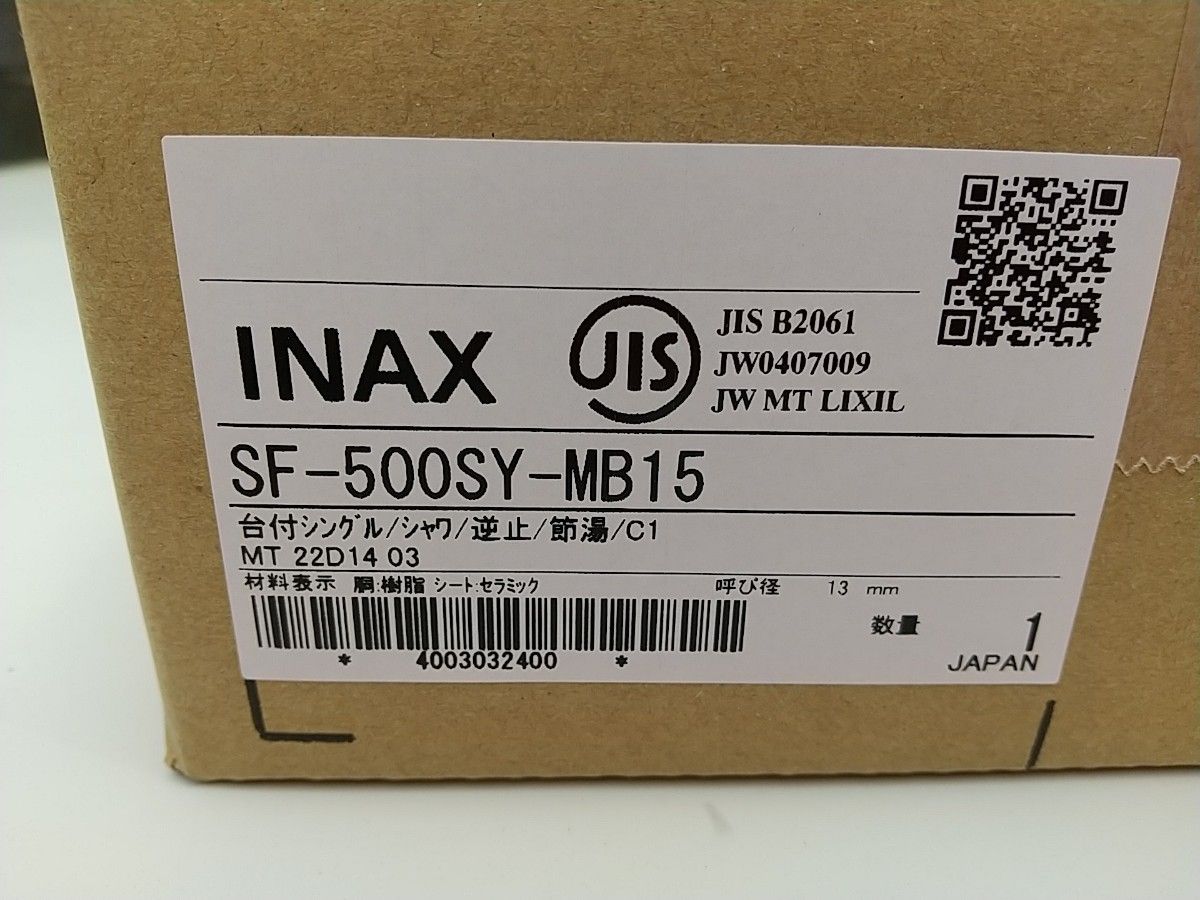 INAX
JIS
JIS B2061
JW0407009
JW MT LIXIL
SF-500SY-MB15
台付シングル/シャワ/逆止/節湯/C1
MT 22D14 03
材料表示 胴:樹脂 シート:セラミック 呼び径 13 mm
数量 1
* 4003032400 *
JAPAN